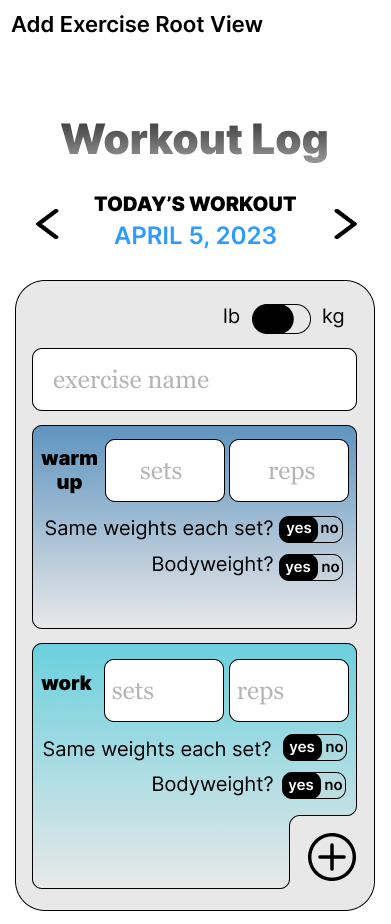 Add Exercise Root View
Workout Log
TODAY’S WORKOUT
APRIL 5, 2023
lb kg
exercise name
warm up sets reps
Same weights each set? yes no
Bodyweight? yes no
work sets reps
Same weights each set? yes no
Bodyweight? yes no